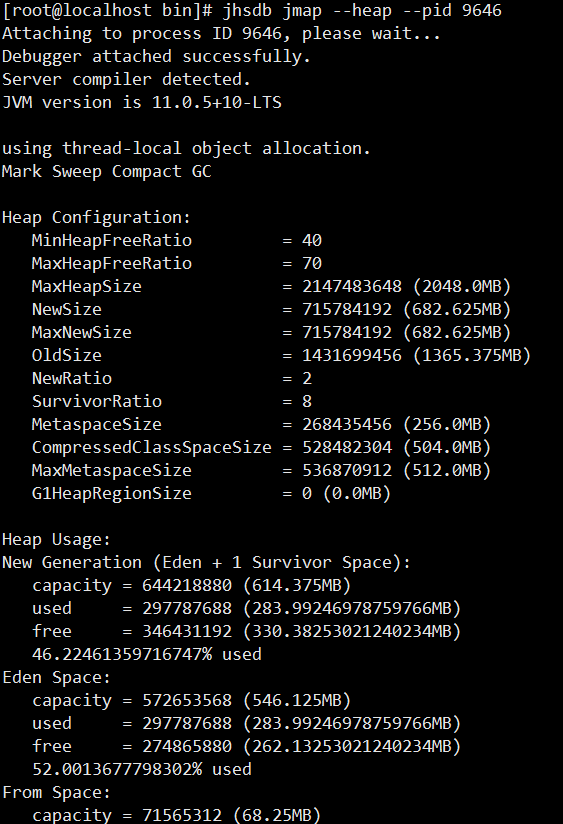 [root@localhost bin]# jhsdb jmap --heap --pid 9646
Attaching to process ID 9646, please wait...
Debugger attached successfully.
Server compiler detected.
JVM version is 11.0.5+10-LTS
using thread-local object allocation.
Mark Sweep Compact GC
Heap Configuration:
MinHeapFreeRatio = 40
MaxHeapFreeRatio = 70
MaxHeapSize = 2147483648 (2048.0MB)
NewSize = 715784192 (682.625MB)
MaxNewSize = 715784192 (682.625MB)
OldSize = 1431699456 (1365.375MB)
NewRatio = 2
SurvivorRatio = 8
MetaspaceSize = 268435456 (256.0MB)
CompressedClassSpaceSize = 528482304 (504.0MB)
MaxMetaspaceSize = 536870912 (512.0MB)
G1HeapRegionSize = 0 (0.0MB)
Heap Usage:
New Generation (Eden + 1 Survivor Space):
capacity = 644218880 (614.375MB)
used = 297787688 (283.99246978759766MB)
free = 346431192 (330.38253021240234MB)
46.22461359716747% used
Eden Space:
capacity = 572653568 (546.125MB)
used = 297787688 (283.99246978759766MB)
free = 274865880 (262.13253021240234MB)
52.0013677798302% used
From Space:
capacity = 71565312 (68.25MB)